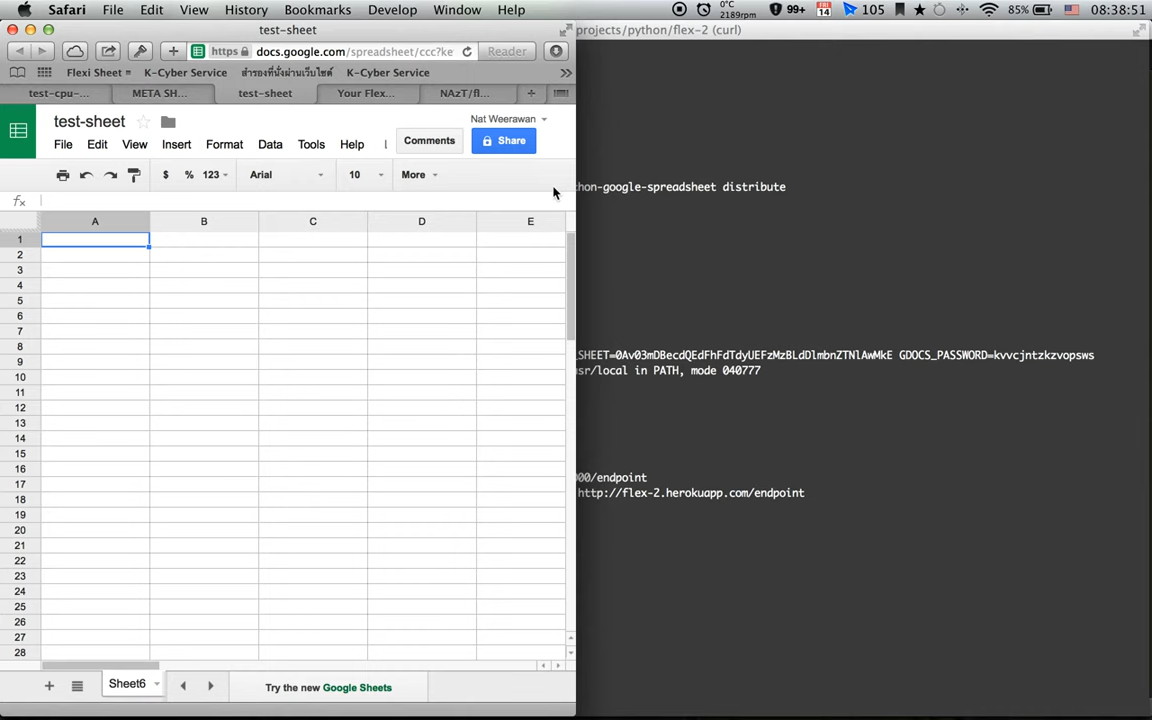 Safari File Edit View History Bookmarks Develop Window Help 0°C 2189rpm 99+ FRI 14 105 85% 08:38:51
test-sheet
projects/python/flex-2 (curl)
https docs.google.com/spreadsheet/ccc?ke Reader
Flexi Sheet K-Cyber Service สำรองที่นั่งผ่านเว็บไซต์ K-Cyber Service »
test-cpu-... META SH... test-sheet Your Flex... NAzT/fl... +
test-sheet
Nat Weerawan
Comments Share
File Edit View Insert Format Data Tools Help
$ % 123 Arial 10 More
hon-google-spreadsheet distribute
fx
A B C D E
1
2
3
4
5
6
7
8
_SHEET=0Av03mDBecdQEdFhFdTdyUEFzMzBLdDlmbnZTNlAwMkE GDOCS_PASSWORD=kvvcjntzkzvopsws
9
usr/local in PATH, mode 040777
10
11
12
13
14
15
16
00/endpoint
17
http://flex-2.herokuapp.com/endpoint
18
19
20
21
22
23
24
25
26
27
28
+ Sheet6 Try the new Google Sheets